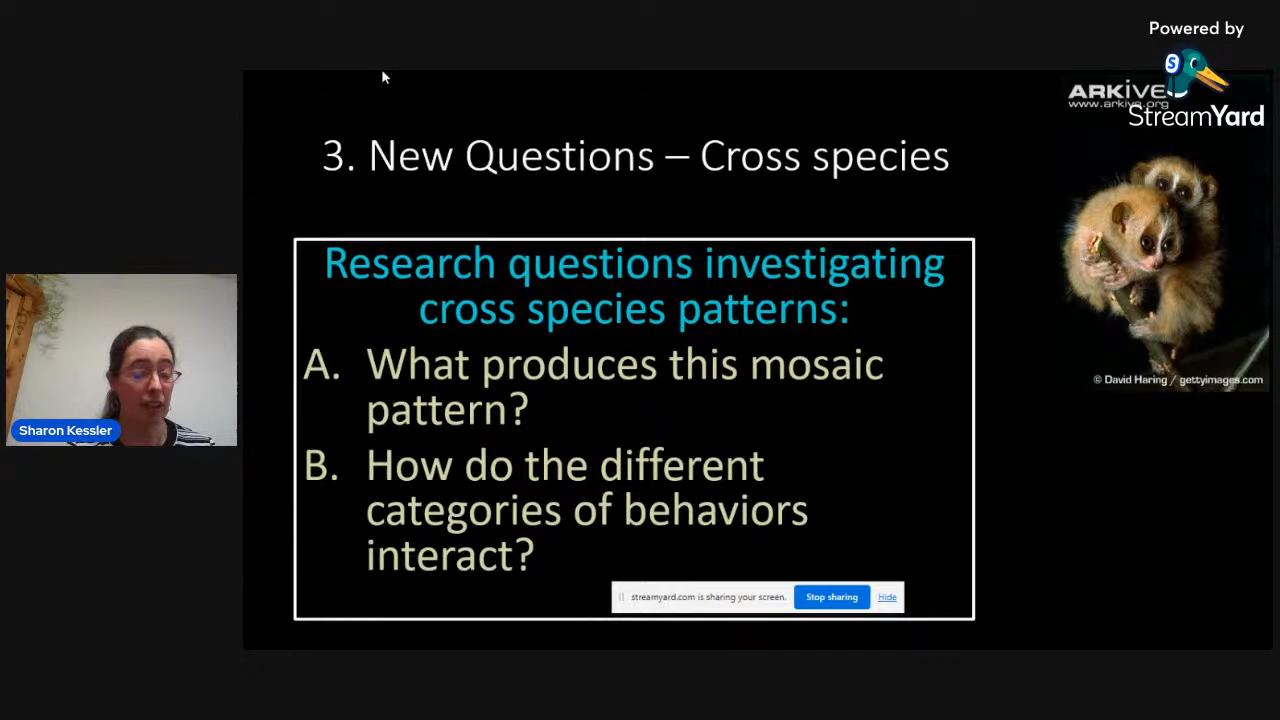 Powered by
S
StreamYard
ARKive
www.arkive.org
3. New Questions – Cross species
Research questions investigating
cross species patterns:
A. What produces this mosaic
pattern?
B. How do the different
categories of behaviors
interact?
© David Haring / gettyimages.com
Sharon Kessler
streamyard.com is sharing your screen. Stop sharing Hide